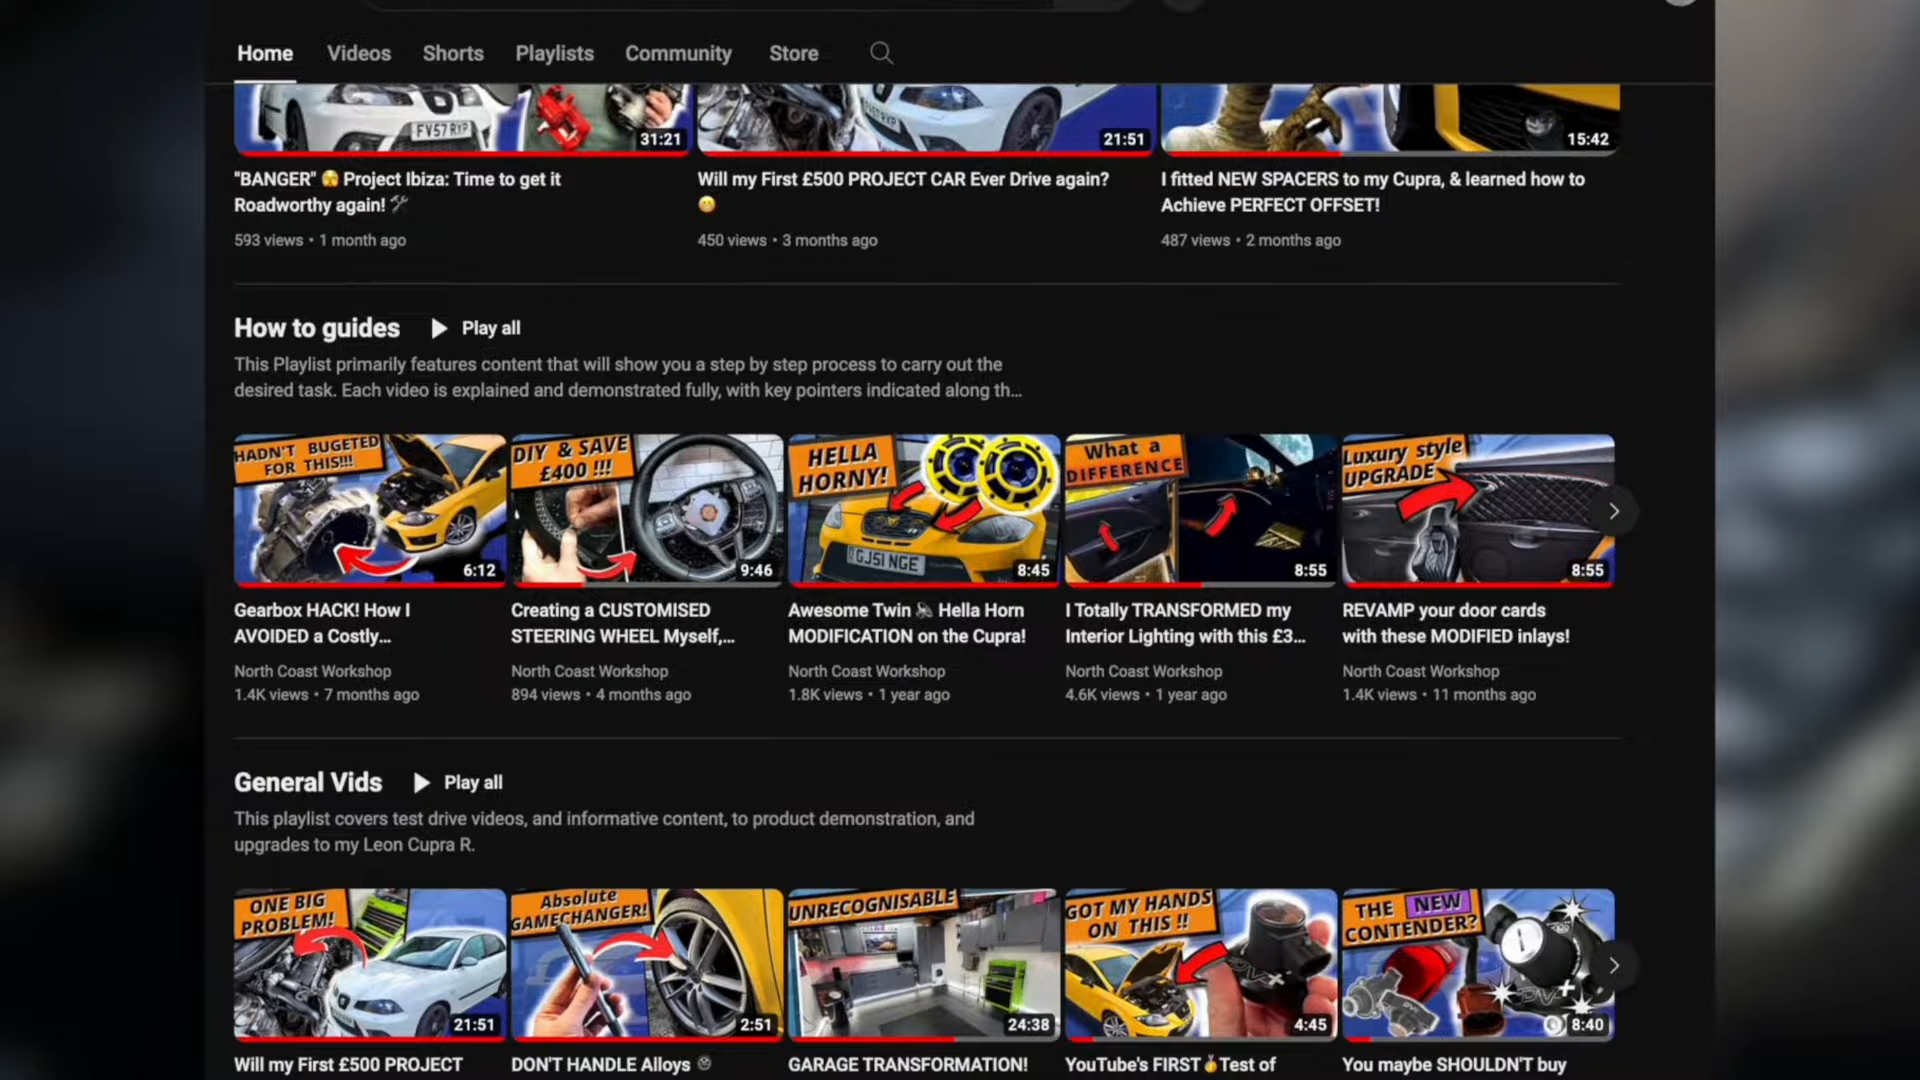 Home Videos Shorts Playlists Community Store
FV57 RXP
31:21
21:51
15:42
"BANGER" 🫣 Project Ibiza: Time to get it
Roadworthy again! 🛠
593 views • 1 month ago
Will my First £500 PROJECT CAR Ever Drive again?
😬
450 views • 3 months ago
I fitted NEW SPACERS to my Cupra, & learned how to
Achieve PERFECT OFFSET!
487 views • 2 months ago
How to guides Play all
This Playlist primarily features content that will show you a step by step process to carry out the
desired task. Each video is explained and demonstrated fully, with key pointers indicated along th...
HADN'T BUGETED
FOR THIS!!!
6:12
DIY & SAVE
£400 !!!
9:46
HELLA
HORNY!
GJ51 NGE
8:45
What a
DIFFERENCE
8:55
Luxury style
UPGRADE
8:55
Gearbox HACK! How I
AVOIDED a Costly...
North Coast Workshop
1.4K views • 7 months ago
Creating a CUSTOMISED
STEERING WHEEL Myself,...
North Coast Workshop
894 views • 4 months ago
Awesome Twin 🔊 Hella Horn
MODIFICATION on the Cupra!
North Coast Workshop
1.8K views • 1 year ago
I Totally TRANSFORMED my
Interior Lighting with this £3...
North Coast Workshop
4.6K views • 1 year ago
REVAMP your door cards
with these MODIFIED inlays!
North Coast Workshop
1.4K views • 11 months ago
General Vids Play all
This playlist covers test drive videos, and informative content, to product demonstration, and
upgrades to my Leon Cupra R.
ONE BIG
PROBLEM!
21:51
Absolute
GAMECHANGER!
2:51
UNRECOGNISABLE
24:38
GOT MY HANDS
ON THIS !!
DV+
4:45
THE NEW
CONTENDER?
DV+
8:40
Will my First £500 PROJECT
DON'T HANDLE Alloys
GARAGE TRANSFORMATION!
YouTube's FIRST🥇Test of
You maybe SHOULDN'T buy